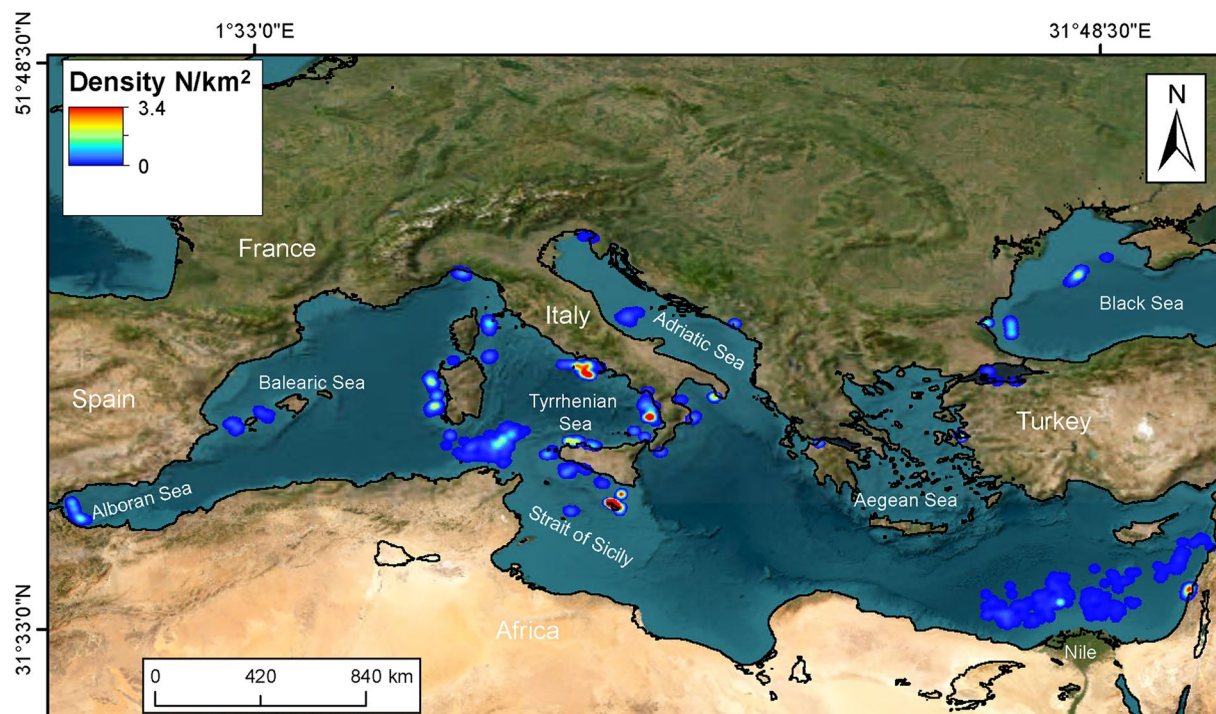 1°33'0"E
31°48'30"E
51°48'30"N
Density N/km²
3.4
0
N
France
Italy
Adriatic Sea
Black Sea
Spain
Balearic Sea
Tyrrhenian
Sea
Turkey
Alboran Sea
Aegean Sea
Strait of Sicily
31°33'0"N
Africa
Nile
0
420
840 km